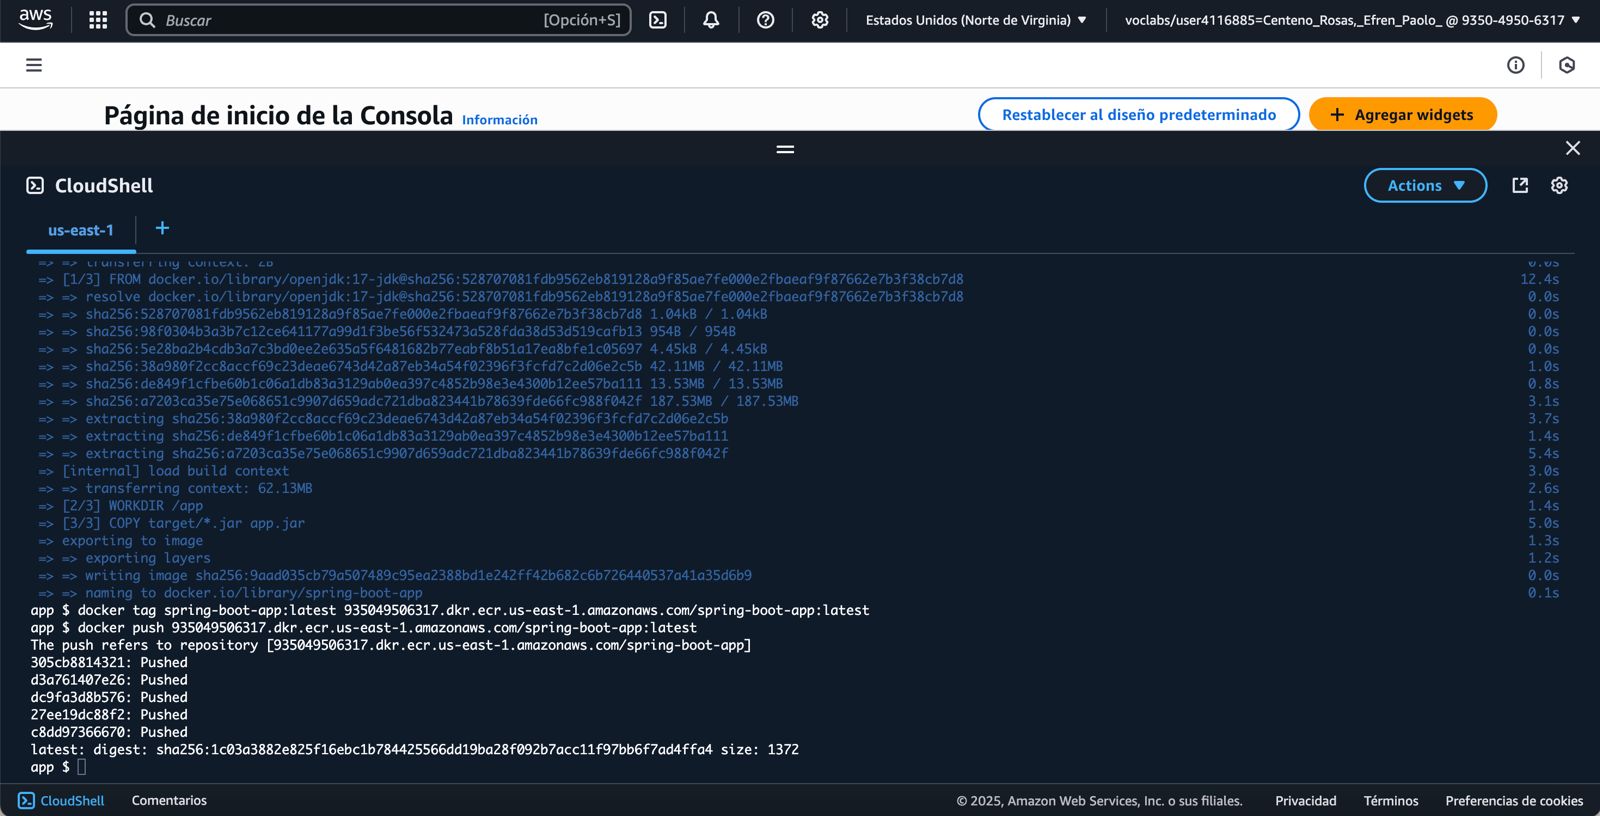 aws
Buscar
[Opción+S]
Estados Unidos (Norte de Virginia)
voclabs/user4116885=Centeno_Rosas,_Efren_Paolo_ @ 9350-4950-6317
Página de inicio de la Consola
Información
Restablecer al diseño predeterminado
+ Agregar widgets
CloudShell
Actions
us-east-1
+
=> => transferring context: 2B 0.0s
=> [1/3] FROM docker.io/library/openjdk:17-jdk@sha256:528707081fdb9562eb819128a9f85ae7fe000e2fbaeaf9f87662e7b3f38cb7d8 12.4s
=> => resolve docker.io/library/openjdk:17-jdk@sha256:528707081fdb9562eb819128a9f85ae7fe000e2fbaeaf9f87662e7b3f38cb7d8 0.0s
=> => sha256:528707081fdb9562eb819128a9f85ae7fe000e2fbaeaf9f87662e7b3f38cb7d8 1.04kB / 1.04kB 0.0s
=> => sha256:98f0304b3a3b7c12ce641177a99d1f3be56f532473a528fda38d53d519cafb13 954B / 954B 0.0s
=> => sha256:5e28ba2b4cdb3a7c3bd0ee2e635a5f6481682b77eabf8b51a17ea8bfe1c05697 4.45kB / 4.45kB 0.0s
=> => sha256:38a980f2cc8accf69c23deae6743d42a87eb34a54f02396f3fcfd7c2d06e2c5b 42.11MB / 42.11MB 1.0s
=> => sha256:de849f1cfbe60b1c06a1db83a3129ab0ea397c4852b98e3e4300b12ee57ba111 13.53MB / 13.53MB 0.8s
=> => sha256:a7203ca35e75e068651c9907d659adc721dba823441b78639fde66fc988f042f 187.53MB / 187.53MB 3.1s
=> => extracting sha256:38a980f2cc8accf69c23deae6743d42a87eb34a54f02396f3fcfd7c2d06e2c5b 3.7s
=> => extracting sha256:de849f1cfbe60b1c06a1db83a3129ab0ea397c4852b98e3e4300b12ee57ba111 1.4s
=> => extracting sha256:a7203ca35e75e068651c9907d659adc721dba823441b78639fde66fc988f042f 5.4s
=> [internal] load build context 3.0s
=> => transferring context: 62.13MB 2.6s
=> [2/3] WORKDIR /app 1.4s
=> [3/3] COPY target/*.jar app.jar 5.0s
=> exporting to image 1.3s
=> => exporting layers 1.2s
=> => writing image sha256:9aad035cb79a507489c95ea2388bd1e242ff42b682c6b726440537a41a35d6b9 0.0s
=> => naming to docker.io/library/spring-boot-app 0.1s
app $ docker tag spring-boot-app:latest 935049506317.dkr.ecr.us-east-1.amazonaws.com/spring-boot-app:latest
app $ docker push 935049506317.dkr.ecr.us-east-1.amazonaws.com/spring-boot-app:latest
The push refers to repository [935049506317.dkr.ecr.us-east-1.amazonaws.com/spring-boot-app]
305cb8814321: Pushed
d3a761407e26: Pushed
dc9fa3d8b576: Pushed
27ee19dc88f2: Pushed
c8dd97366670: Pushed
latest: digest: sha256:1c03a3882e825f16ebc1b784425566dd19ba28f092b7acc11f97bb6f7ad4ffa4 size: 1372
app $
CloudShell
Comentarios
© 2025, Amazon Web Services, Inc. o sus filiales.
Privacidad
Términos
Preferencias de cookies